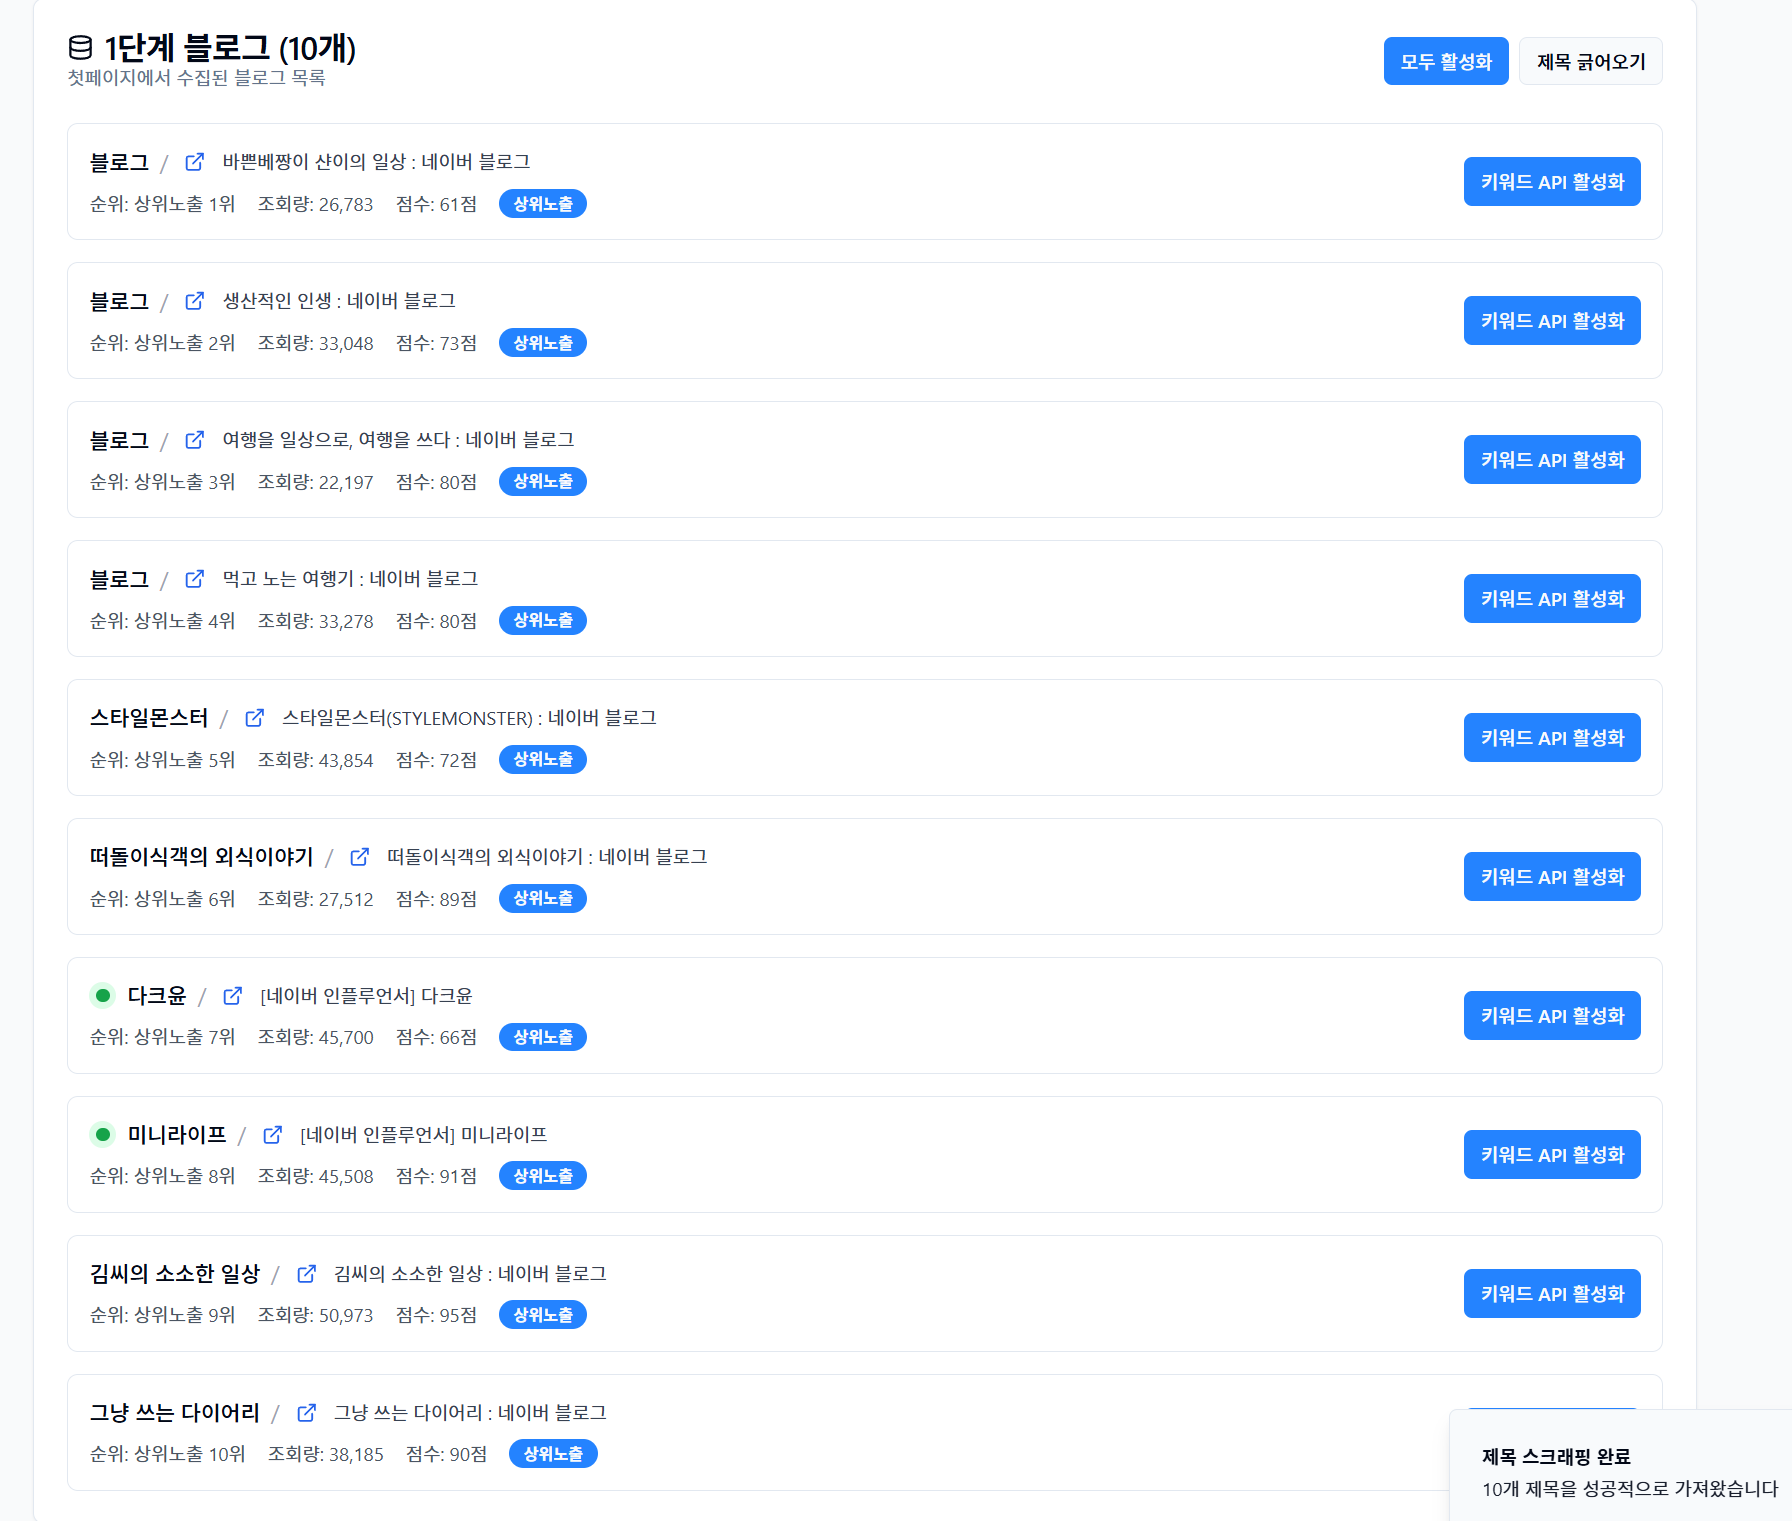 1단계 블로그 (10개)
첫페이지에서 수집된 블로그 목록
모두 활성화
제목 긁어오기
블로그 / 바쁜베짱이 샨이의 일상 : 네이버 블로그
순위: 상위노출 1위 조회량: 26,783 점수: 61점 상위노출
키워드 API 활성화
블로그 / 생산적인 인생 : 네이버 블로그
순위: 상위노출 2위 조회량: 33,048 점수: 73점 상위노출
키워드 API 활성화
블로그 / 여행을 일상으로, 여행을 쓰다 : 네이버 블로그
순위: 상위노출 3위 조회량: 22,197 점수: 80점 상위노출
키워드 API 활성화
블로그 / 먹고 노는 여행기 : 네이버 블로그
순위: 상위노출 4위 조회량: 33,278 점수: 80점 상위노출
키워드 API 활성화
스타일몬스터 / 스타일몬스터(STYLEMONSTER) : 네이버 블로그
순위: 상위노출 5위 조회량: 43,854 점수: 72점 상위노출
키워드 API 활성화
떠돌이식객의 외식이야기 / 떠돌이식객의 외식이야기 : 네이버 블로그
순위: 상위노출 6위 조회량: 27,512 점수: 89점 상위노출
키워드 API 활성화
다크윤 / [네이버 인플루언서] 다크윤
순위: 상위노출 7위 조회량: 45,700 점수: 66점 상위노출
키워드 API 활성화
미니라이프 / [네이버 인플루언서] 미니라이프
순위: 상위노출 8위 조회량: 45,508 점수: 91점 상위노출
키워드 API 활성화
김씨의 소소한 일상 / 김씨의 소소한 일상 : 네이버 블로그
순위: 상위노출 9위 조회량: 50,973 점수: 95점 상위노출
키워드 API 활성화
그냥 쓰는 다이어리 / 그냥 쓰는 다이어리 : 네이버 블로그
순위: 상위노출 10위 조회량: 38,185 점수: 90점 상위노출
제목 스크래핑 완료
10개 제목을 성공적으로 가져왔습니다